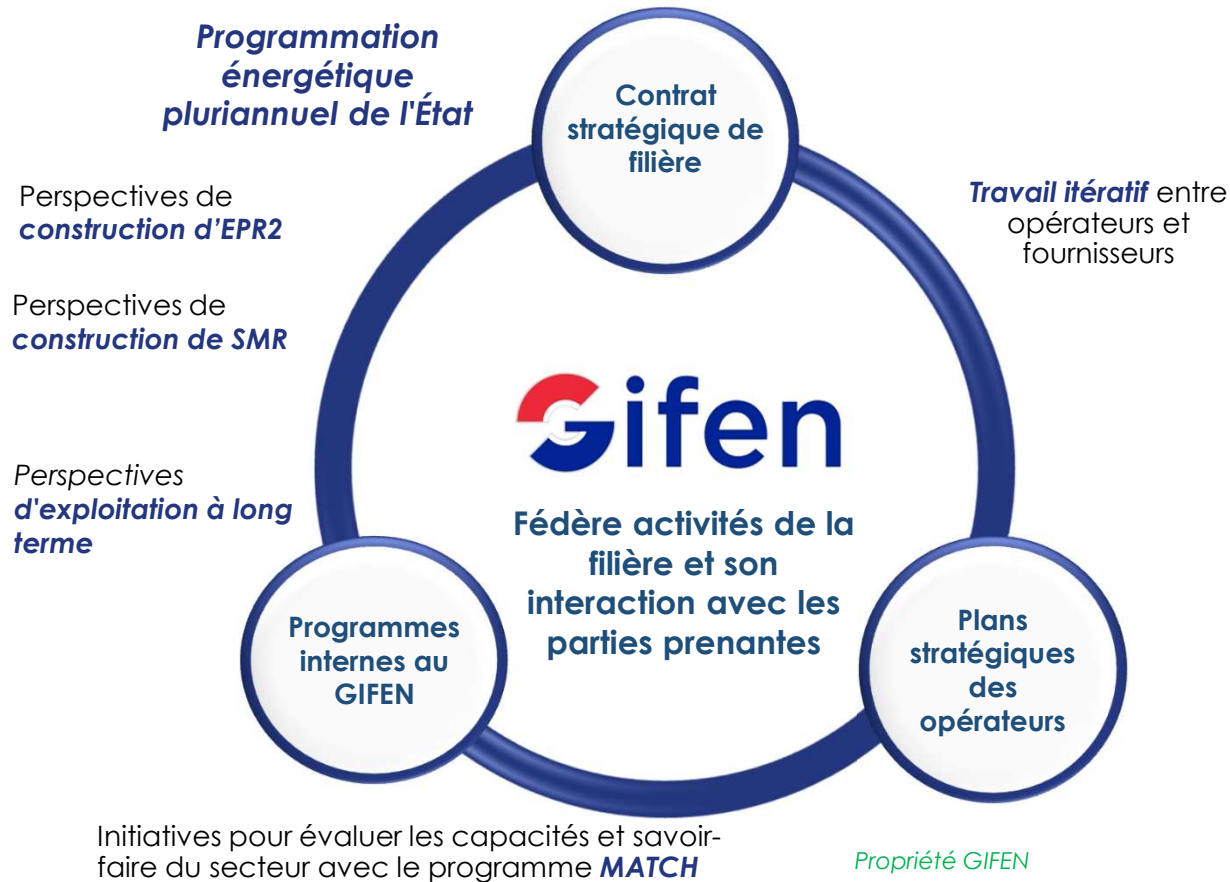 Programmation
énergétique
pluriannuel de l'État
Contrat
stratégique de
filière
Perspectives de
construction d'EPR2
Travail itératif entre
opérateurs et
fournisseurs
Perspectives de
construction de SMR
Gifen
Perspectives
d'exploitation à long
terme
Fédère activités de la
filière et son
interaction avec les
parties prenantes
Programmes
internes au
GIFEN
Plans
stratégiques
des
opérateurs
Initiatives pour évaluer les capacités et savoir-
faire du secteur avec le programme MATCH
Propriété GIFEN